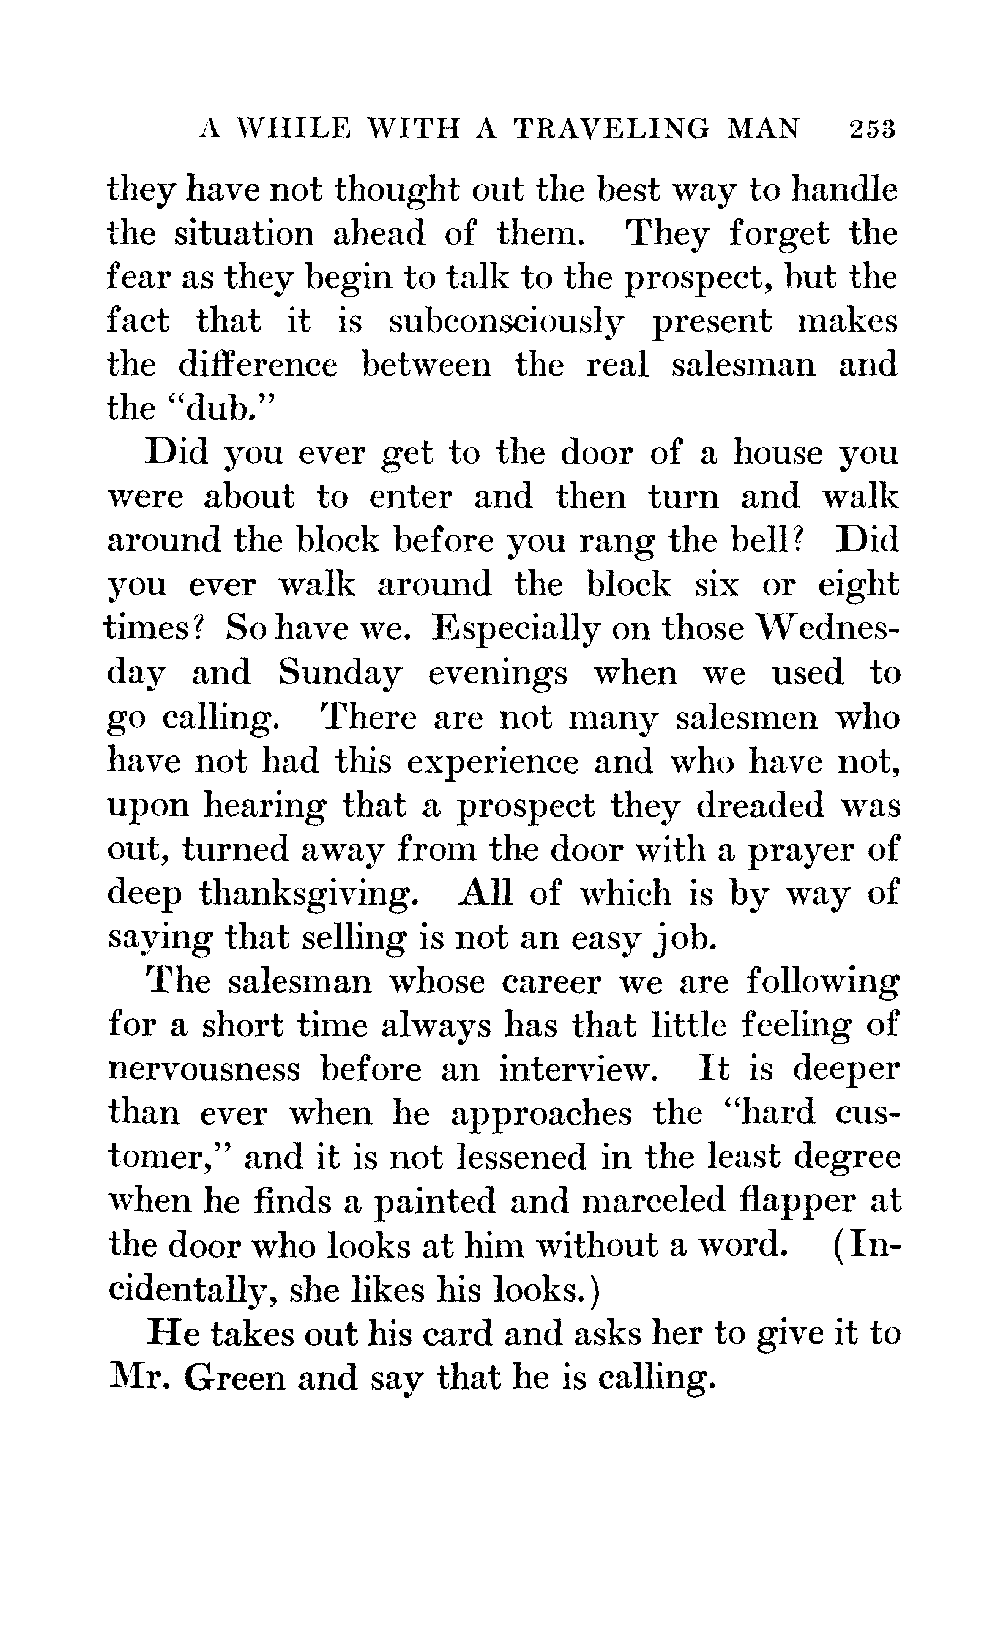 A WHILE WITH A TRAVELING MAN 253
they have not thought out the best way to handle
the situation ahead of them. They forget the
fear as they begin to talk to the prospect, but the
fact that it is subconsciously present makes
the difference between the real salesman and
the “dub.”
Did you ever get to the door of a house you
were about to enter and then turn and walk
around the block before you rang the bell? Did
you ever walk around the block six or eight
times? So have we. Especially on those Wednes-
day and Sunday evenings when we used to
go calling. There are not many salesmen who
have not had this experience and who have not,
upon hearing that a prospect they dreaded was
out, turned away from the door with a prayer of
deep thanksgiving. All of which is by way of
saying that selling is not an easy job.
The salesman whose career we are following
for a short time always has that little feeling of
nervousness before an interview. It is deeper
than ever when he approaches the “hard cus-
tomer,” and it is not lessened in the least degree
when he finds a painted and marceled flapper at
the door who looks at him without a word. (In-
cidentally, she likes his looks.)
He takes out his card and asks her to give it to
Mr. Green and say that he is calling.